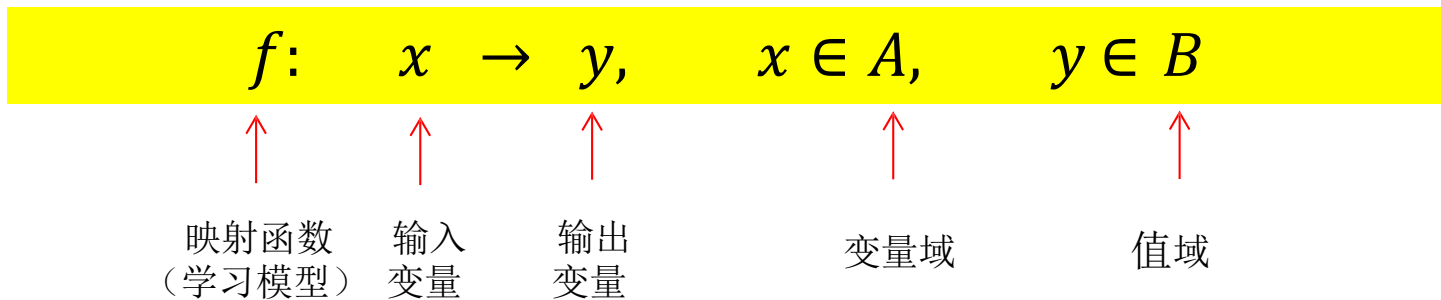 f: x → y, x ∈ A, y ∈ B
映射函数 输入 输出 变量域 值域
（学习模型） 变量 变量